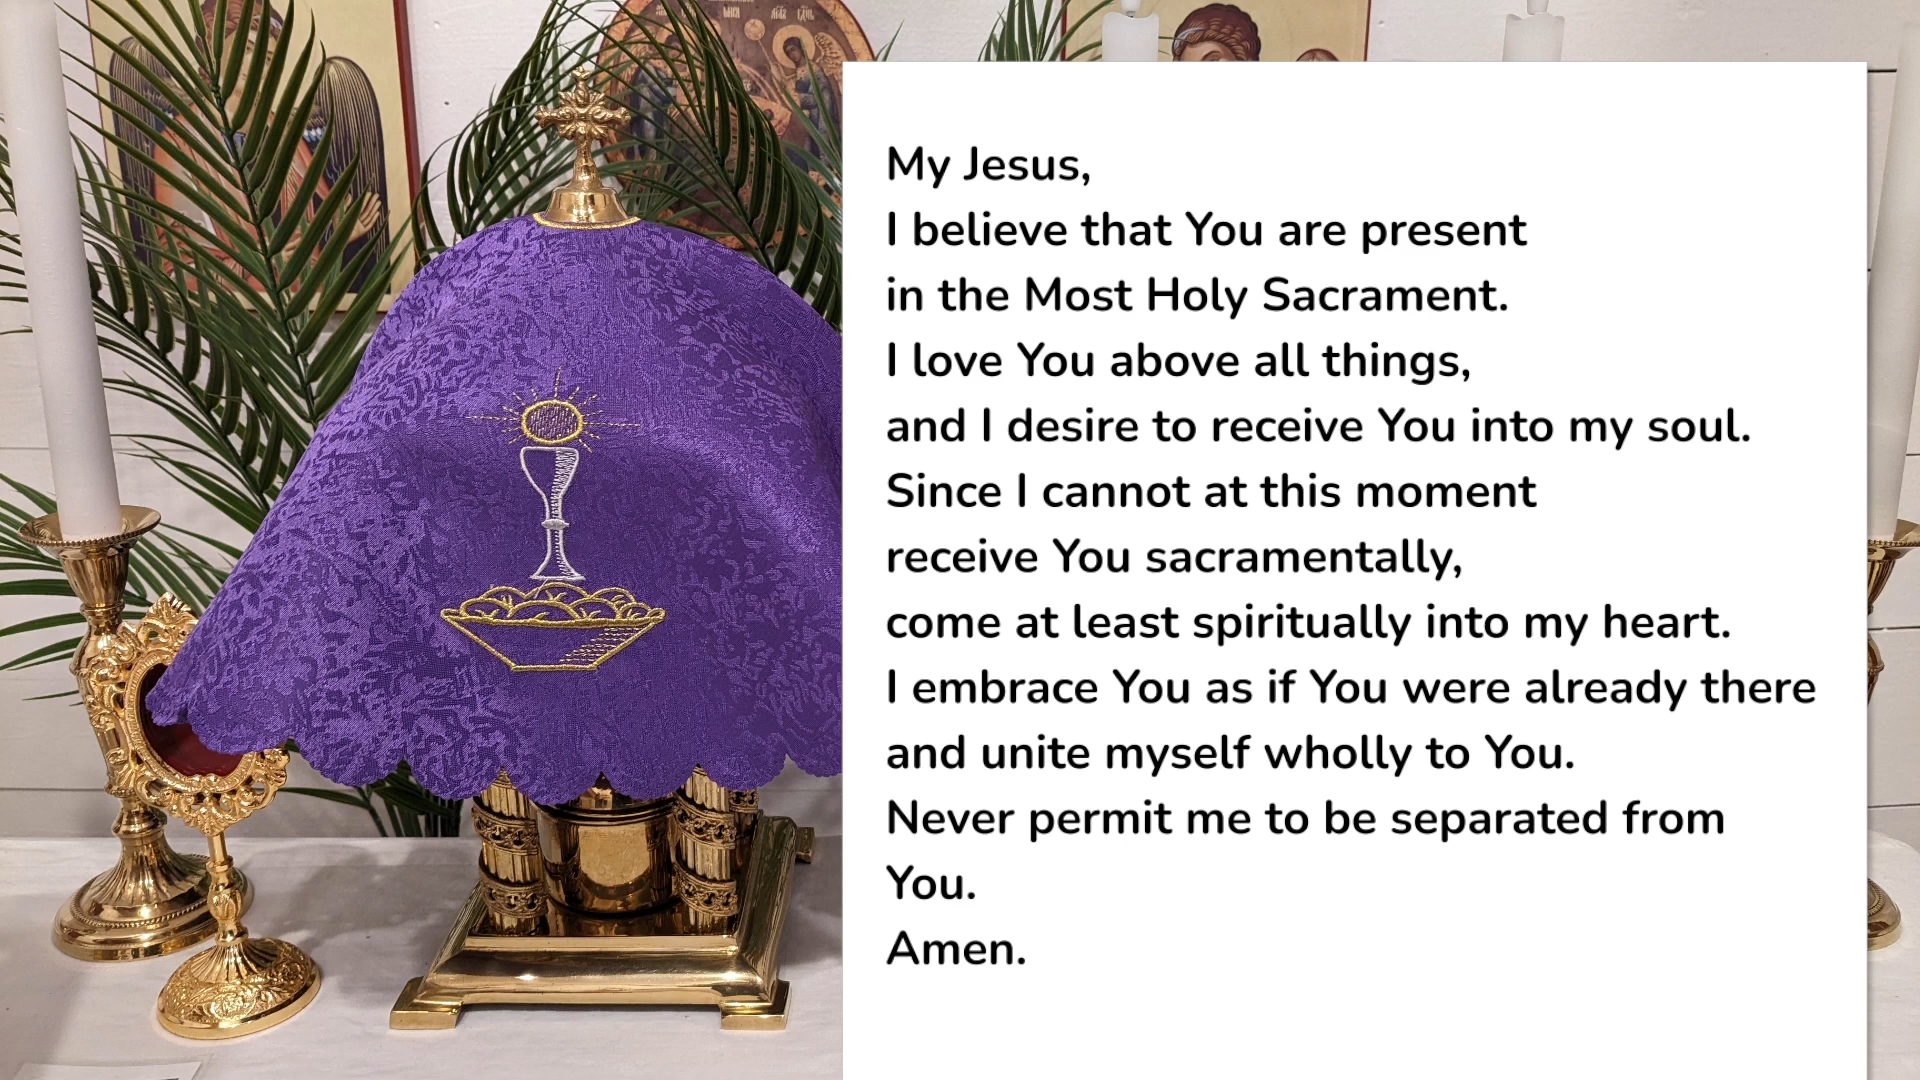 My Jesus,
I believe that You are present
in the Most Holy Sacrament.
I love You above all things,
and I desire to receive You into my soul.
Since I cannot at this moment
receive You sacramentally,
come at least spiritually into my heart.
I embrace You as if You were already there
and unite myself wholly to You.
Never permit me to be separated from
You.
Amen.